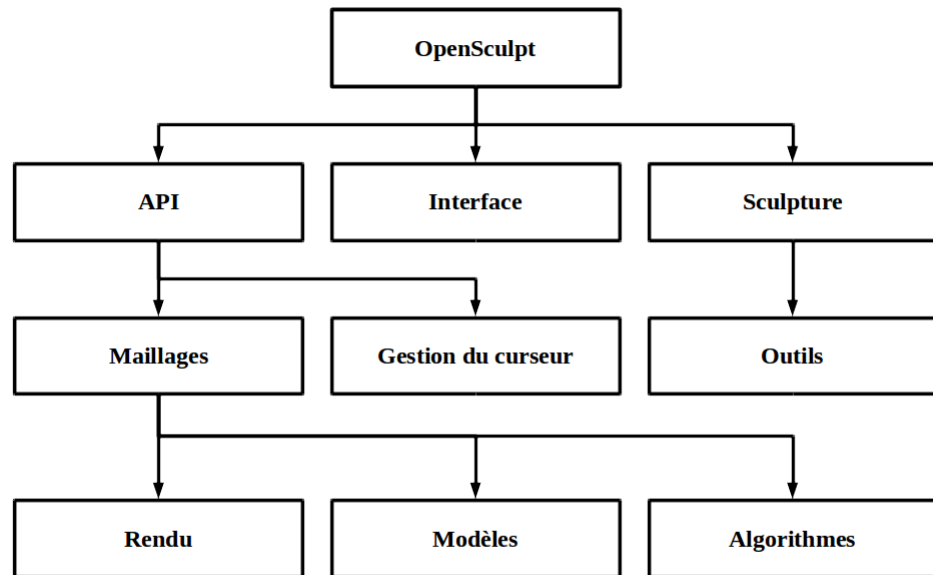 OpenSculpt
API
Interface
Sculpture
Maillages
Gestion du curseur
Outils
Rendu
Modèles
Algorithmes